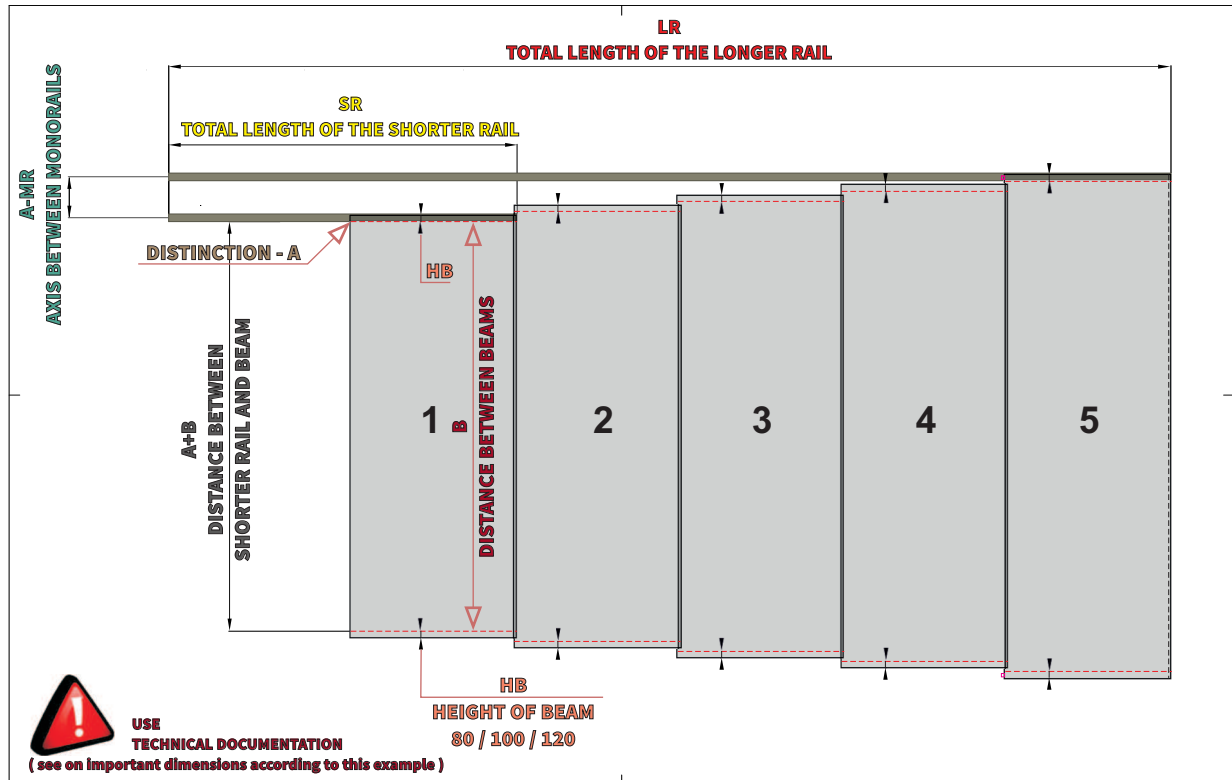 LR
TOTAL LENGTH OF THE LONGER RAIL
SR
TOTAL LENGTH OF THE SHORTER RAIL
A-MR
AXIS BETWEEN MONORAILS
DISTINCTION - A
HB
A+B
DISTANCE BETWEEN
SHORTER RAIL AND BEAM
B
DISTANCE BETWEEN BEAMS
1
2
3
4
5
HB
HEIGHT OF BEAM
80 / 100 / 120
!
USE
TECHNICAL DOCUMENTATION
( see on important dimensions according to this example )